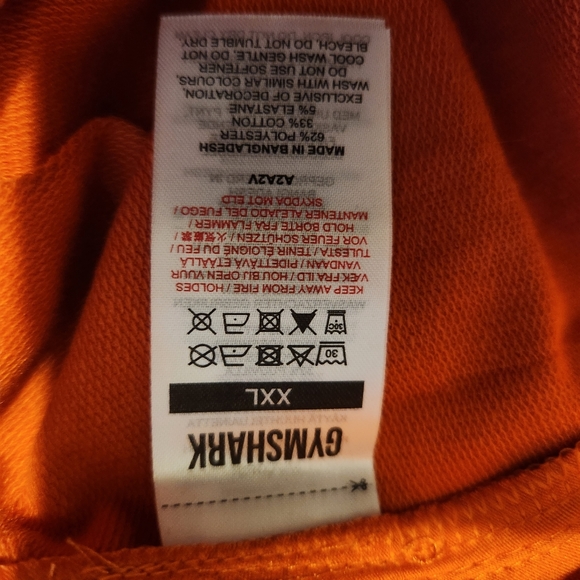 GYMSHARK
XXL
30
30C
KEEP AWAY FROM FIRE / HOLDES
VÆK FRA ILD / HOU BIJ OPEN VUUR
VANDAAN / PIDETTÄVÄ ETÄÄLLÄ
TULESTA / TENIR ÉLOIGNÉ DU FEU /
VOR FEUER SCHÜTZEN / 火気厳禁 /
HOLD BORTE FRA FLAMMER /
MANTENER ALEJADO DEL FUEGO /
SKYDDA MOT ELD
A2A2V
MADE IN BANGLADESH
62% POLYESTER
33% COTTON
5% ELASTANE
EXCLUSIVE OF DECORATION.
WASH WITH SIMILAR COLOURS,
DO NOT USE SOFTENER
COOL WASH GENTLE, DO NOT
BLEACH, DO NOT TUMBLE DRY,